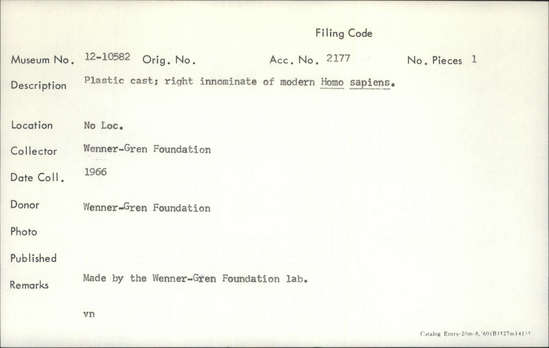 Filing Code
Museum No. 12-10582 Orig. No. Acc. No. 2177 No. Pieces 1
Description Plastic cast; right innominate of modern Homo sapiens.
Location No Loc.
Collector Wenner-Gren Foundation
Date Coll. 1966
Donor Wenner-Gren Foundation
Photo
Published
Remarks Made by the Wenner-Gren Foundation lab.
vn
Catalog Entry